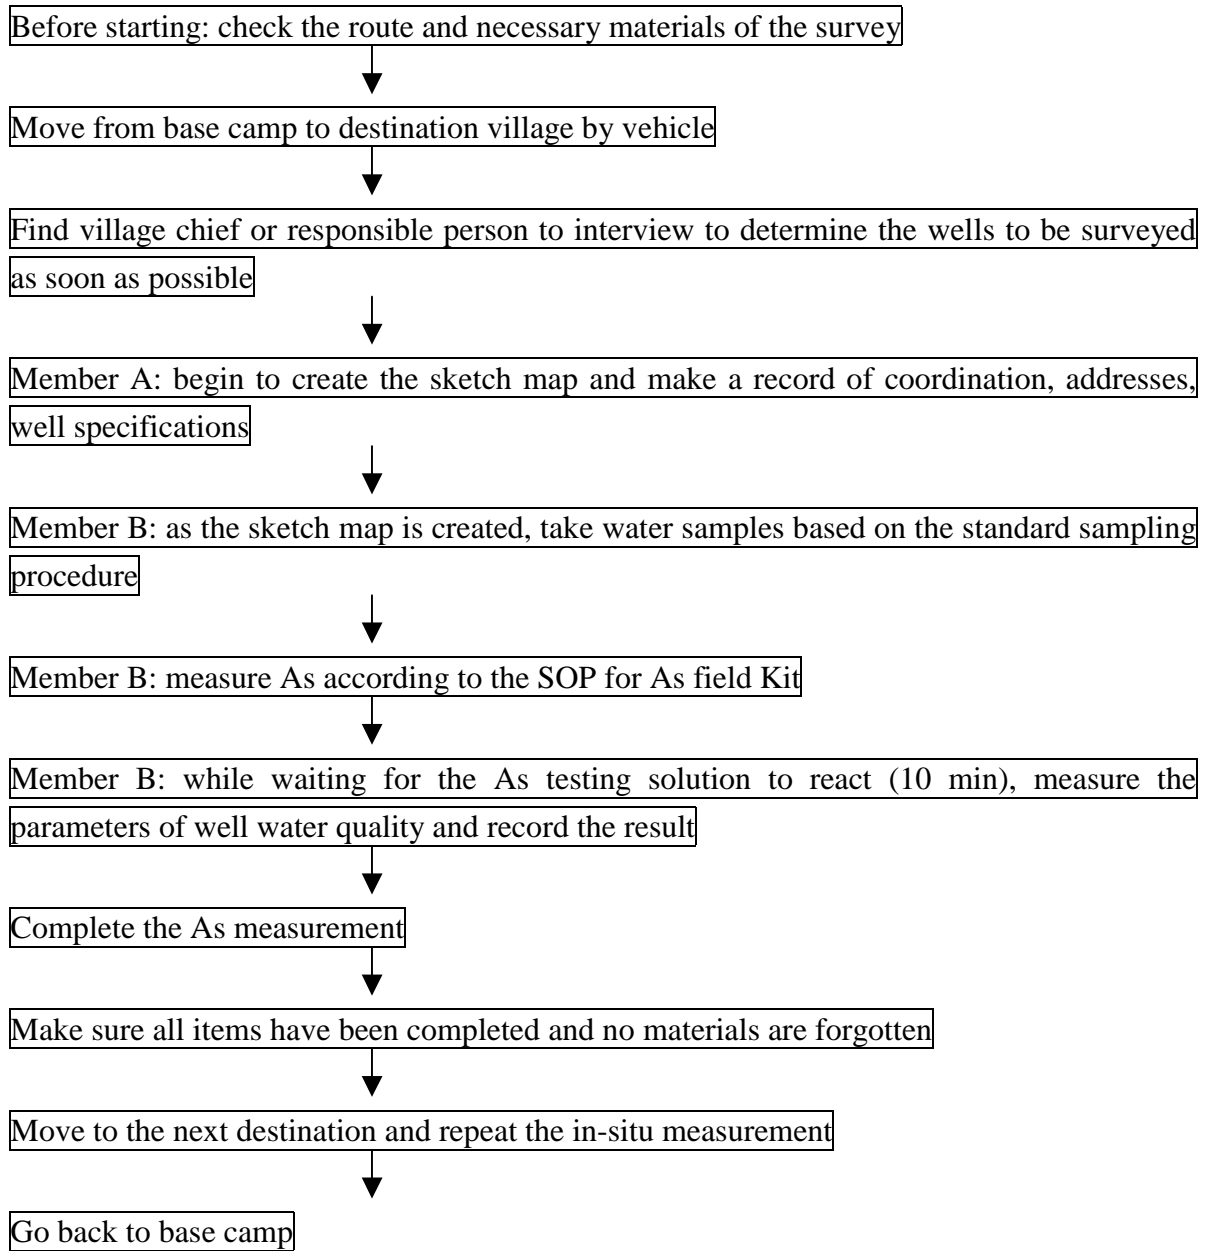 Before starting: check the route and necessary materials of the survey
Move from base camp to destination village by vehicle
Find village chief or responsible person to interview to determine the wells to be surveyed
as soon as possible
Member A: begin to create the sketch map and make a record of coordination, addresses,
well specifications
Member B: as the sketch map is created, take water samples based on the standard sampling
procedure
Member B: measure As according to the SOP for As field Kit
Member B: while waiting for the As testing solution to react (10 min), measure the
parameters of well water quality and record the result
Complete the As measurement
Make sure all items have been completed and no materials are forgotten
Move to the next destination and repeat the in-situ measurement
Go back to base camp